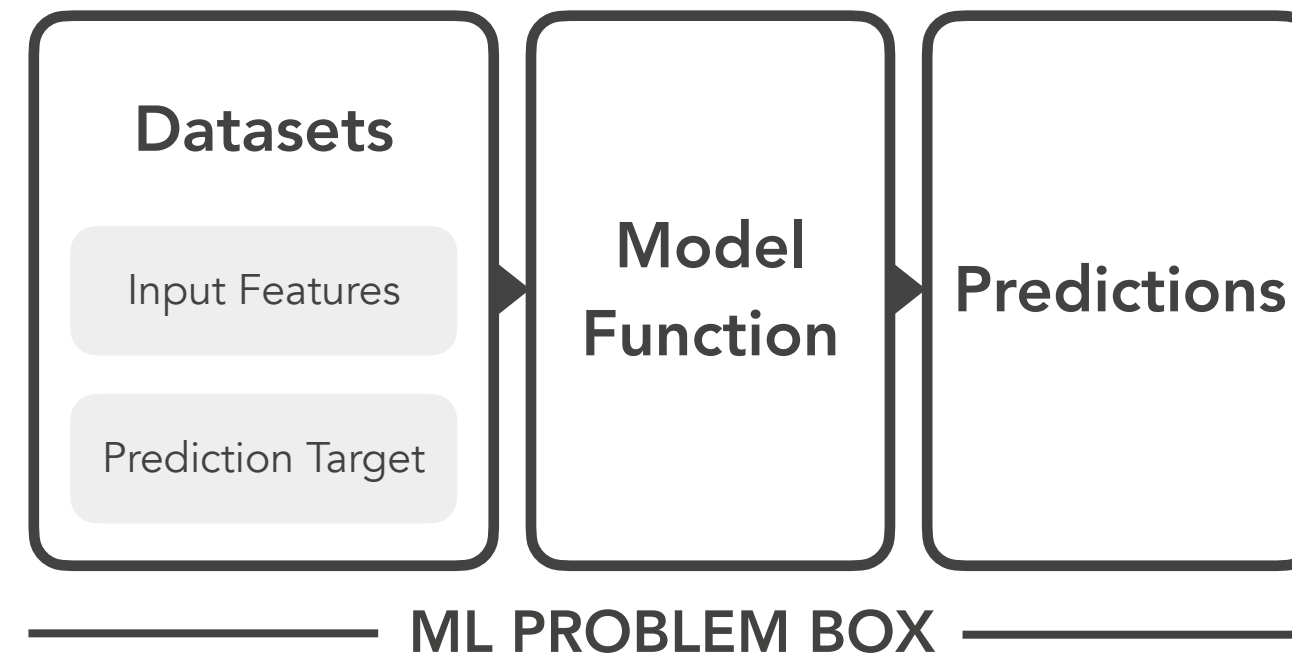 Datasets
Input Features
Prediction Target
Model
Function
Predictions
ML PROBLEM BOX